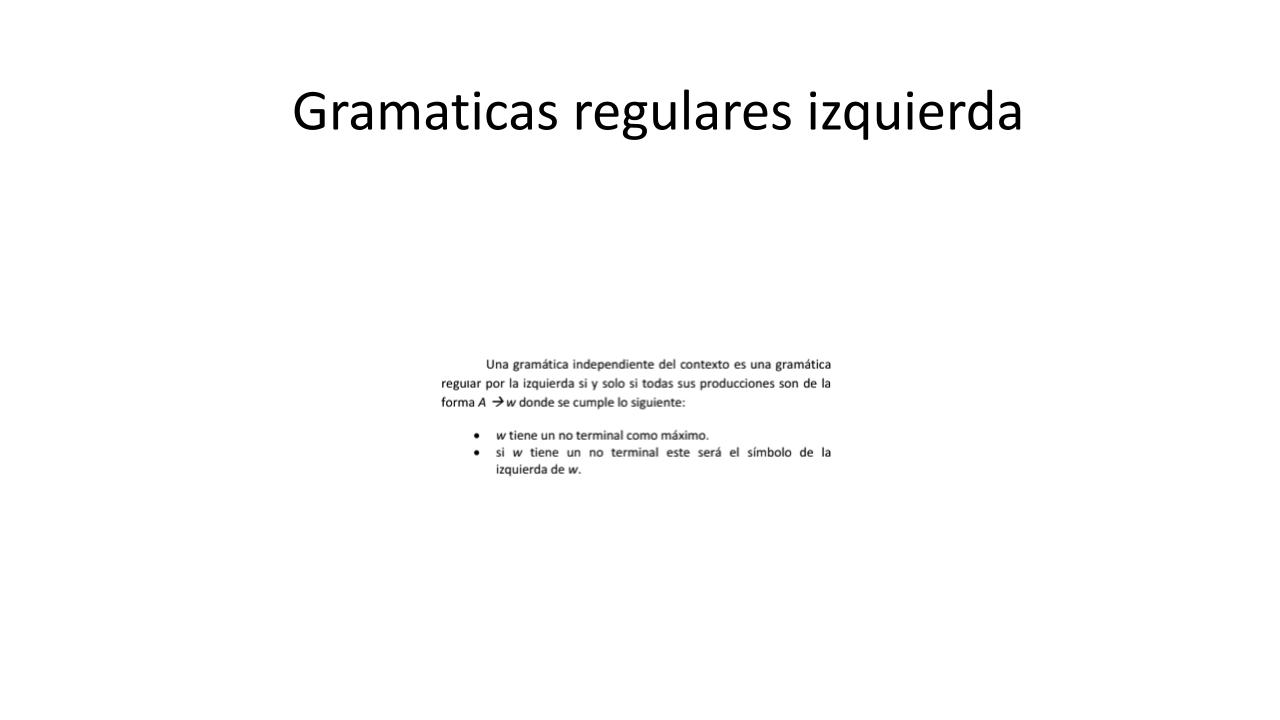 Gramaticas regulares izquierda
Una gramática independiente del contexto es una gramática
regular por la izquierda si y solo si todas sus producciones son de la
forma A → w donde se cumple lo siguiente:
• w tiene un no terminal como máximo.
• si w tiene un no terminal este será el símbolo de la
izquierda de w.